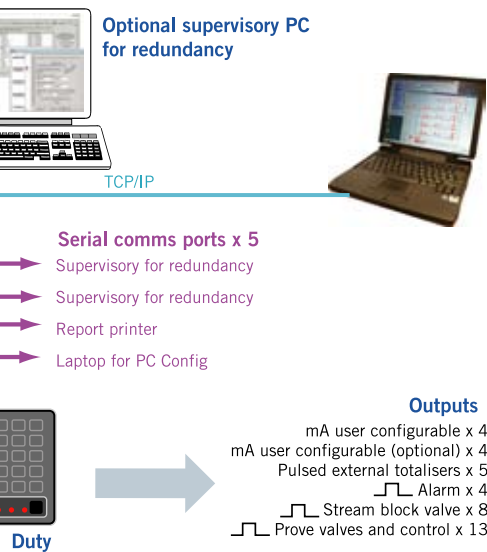 Optional supervisory PC
for redundancy
TCP/IP
Serial comms ports x 5
Supervisory for redundancy
Supervisory for redundancy
Report printer
Laptop for PC Config
Outputs
mA user configurable x 4
mA user configurable (optional) x 4
Pulsed external totalisers x 5
Alarm x 4
Stream block valve x 8
Prove valves and control x 13
Duty